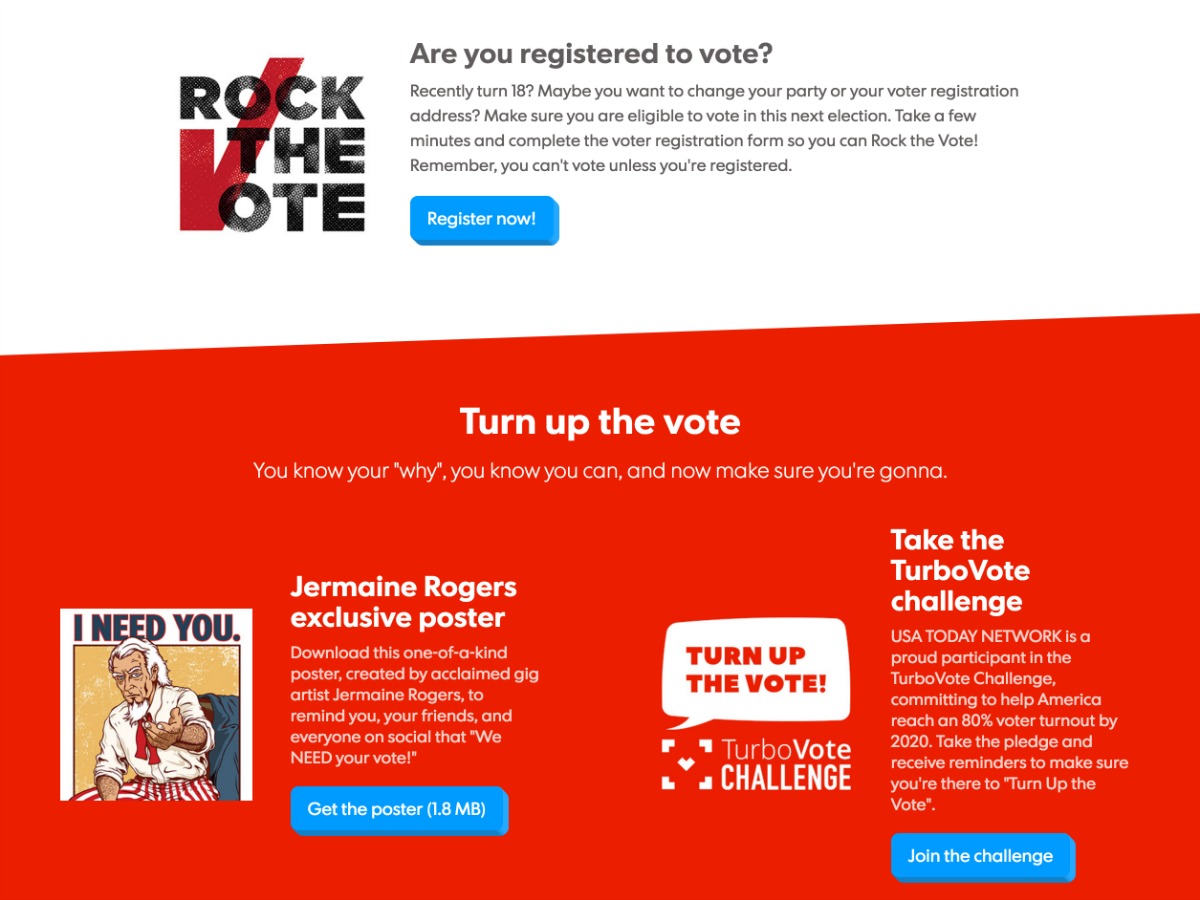 ROCK
THE
VOTE
Are you registered to vote?
Recently turn 18? Maybe you want to change your party or your voter registration
address? Make sure you are eligible to vote in this next election. Take a few
minutes and complete the voter registration form so you can Rock the Vote!
Remember, you can't vote unless you're registered.
Register now!
Turn up the vote
You know your "why", you know you can, and now make sure you're gonna.
I NEED YOU.
Jermaine Rogers
exclusive poster
Download this one-of-a-kind
poster, created by acclaimed gig
artist Jermaine Rogers, to
remind you, your friends, and
everyone on social that "We
NEED your vote!"
Get the poster (1.8 MB)
TURN UP
THE VOTE!
TurboVote
CHALLENGE
Take the
TurboVote
challenge
USA TODAY NETWORK is a
proud participant in the
TurboVote Challenge,
committing to help America
reach an 80% voter turnout by
2020. Take the pledge and
receive reminders to make sure
you're there to "Turn Up the
Vote".
Join the challenge